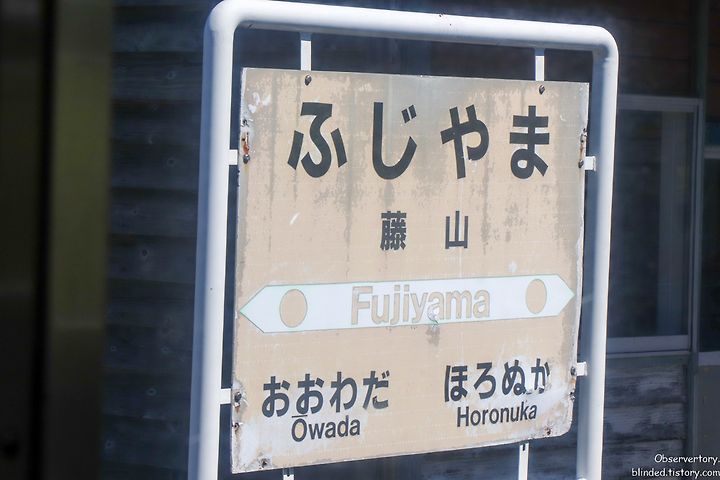 ふじやま
藤山
Fujiyama
おおわだ ほろぬか
Ōwada Horonuka
Observertory.
blinded.tistory.com